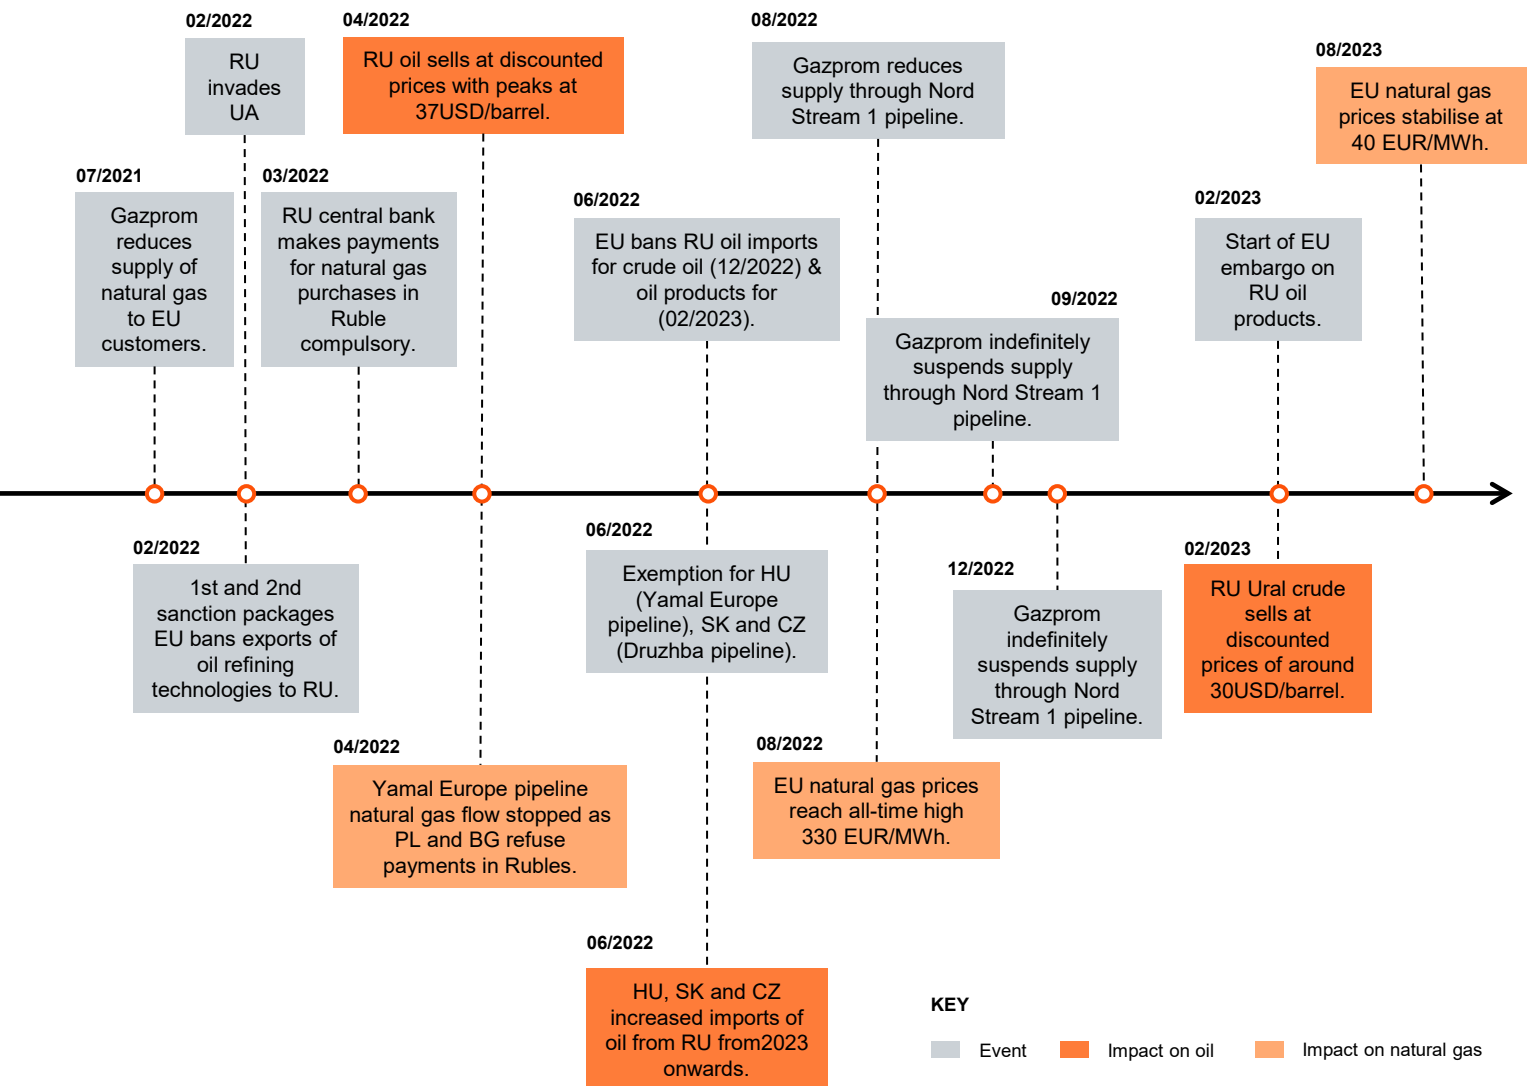 02/2022
RU
invades
UA
04/2022
RU oil sells at discounted
prices with peaks at
37USD/barrel.
08/2022
Gazprom reduces
supply through Nord
Stream 1 pipeline.
08/2023
EU natural gas
prices stabilise at
40 EUR/MWh.
07/2021
Gazprom
reduces
supply of
natural gas
to EU
customers.
03/2022
RU central bank
makes payments
for natural gas
purchases in
Ruble
compulsory.
06/2022
EU bans RU oil imports
for crude oil (12/2022) &
oil products for
(02/2023).
09/2022
Gazprom indefinitely
suspends supply
through Nord Stream 1
pipeline.
02/2023
Start of EU
embargo on
RU oil
products.
02/2022
1st and 2nd
sanction packages
EU bans exports of
oil refining
technologies to RU.
04/2022
Yamal Europe pipeline
natural gas flow stopped as
PL and BG refuse
payments in Rubles.
06/2022
Exemption for HU
(Yamal Europe
pipeline), SK and CZ
(Druzhba pipeline).
06/2022
HU, SK and CZ
increased imports of
oil from RU from2023
onwards.
08/2022
EU natural gas prices
reach all-time high
330 EUR/MWh.
12/2022
Gazprom
indefinitely
suspends supply
through Nord
Stream 1 pipeline.
02/2023
RU Ural crude
sells at
discounted
prices of around
30USD/barrel.
KEY
Event
Impact on oil
Impact on natural gas